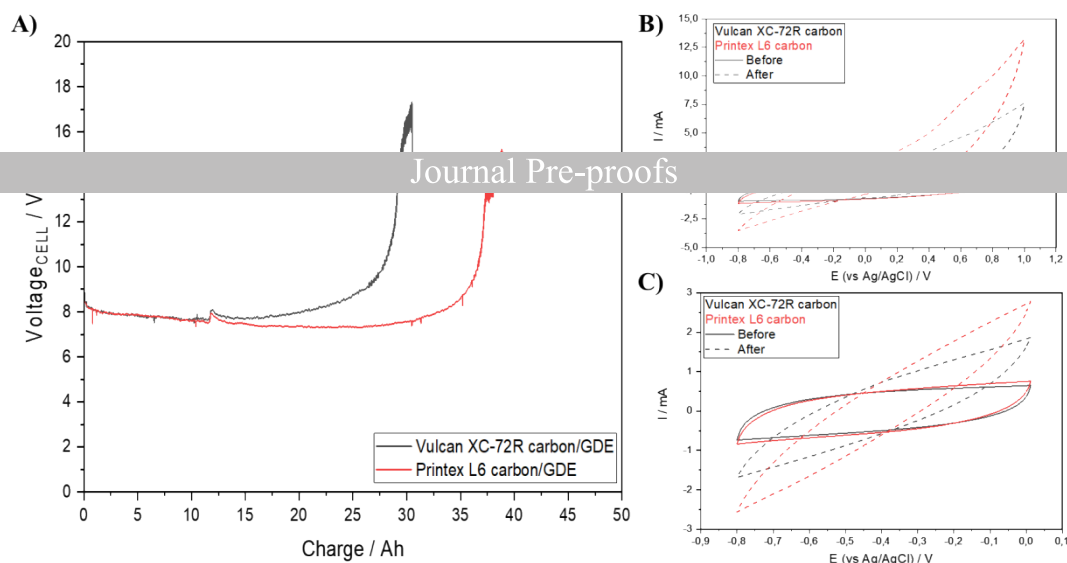 A)
20
18
16
12
10
8
6
4
2
0
Voltage CELL / V
0 5 10 15 20 25 30 35 40 45 50
Charge / Ah
Vulcan XC-72R carbon/GDE
Printex L6 carbon/GDE
Journal Pre-proofs
B)
15,0
12,5
10,0
7,5
5,0
-2,5
-5,0
I / mA
Vulcan XC-72R carbon
Printex L6 carbon
Before
After
-1,0 -0,8 -0,6 -0,4 -0,2 0,0 0,2 0,4 0,6 0,8 1,0 1,2
E (vs Ag/AgCl) / V
C)
3
2
1
0
-1
-2
-3
I / mA
Vulcan XC-72R carbon
Printex L6 carbon
Before
After
-0,9 -0,8 -0,7 -0,6 -0,5 -0,4 -0,3 -0,2 -0,1 0,0 0,1
E (vs Ag/AgCl) / V